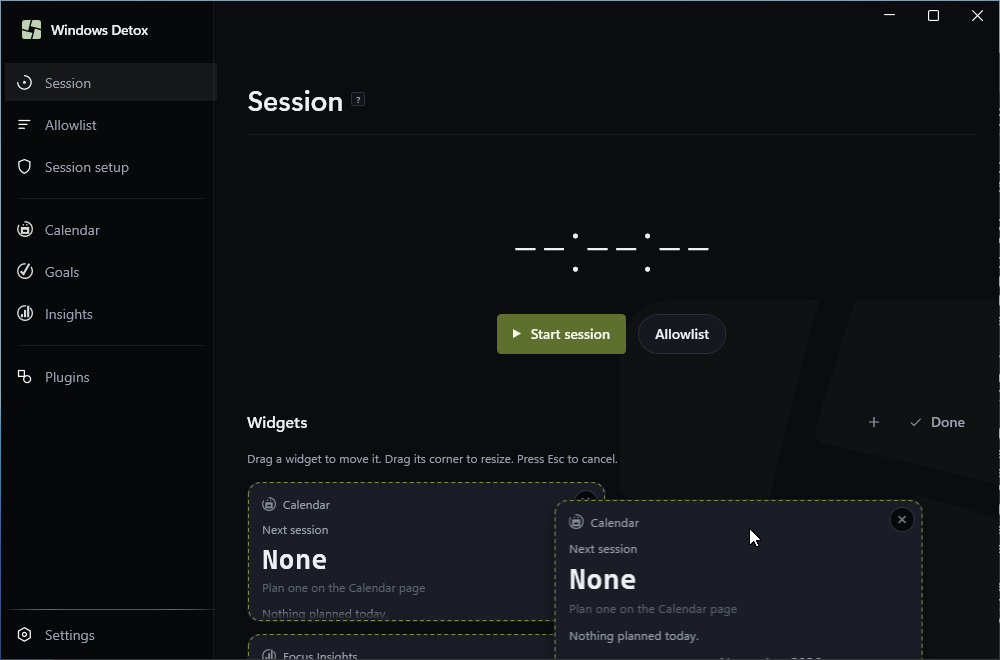 Windows Detox
Session
Allowlist
Session setup
Calendar
Goals
Insights
Plugins
Settings
Session ?
--:--:--
Start session
Allowlist
Widgets
+ Done
Drag a widget to move it. Drag its corner to resize. Press Esc to cancel.
Calendar
Next session
None
Plan one on the Calendar page
Nothing planned today.
Focus Insights
Calendar
Next session
None
Plan one on the Calendar page
Nothing planned today.